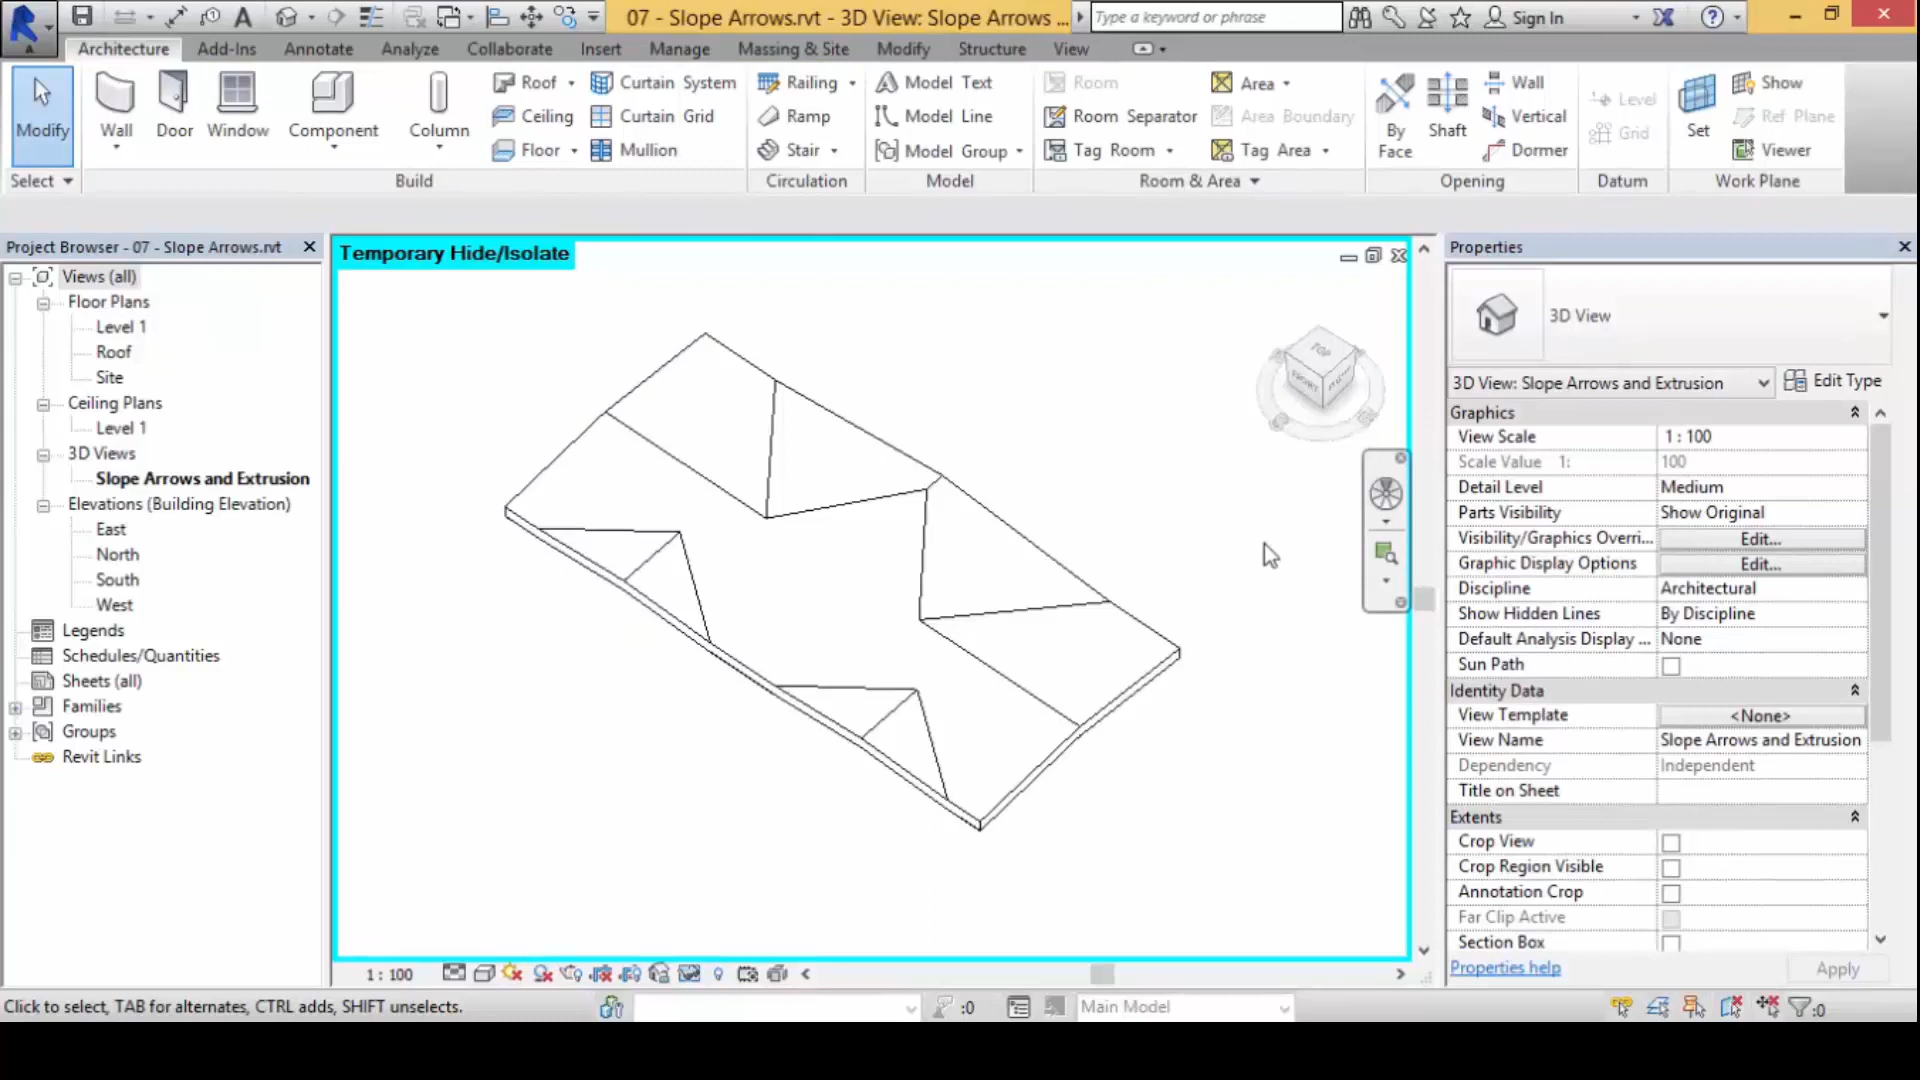 07 - Slope Arrows.rvt - 3D View: Slope Arrows ...
Type a keyword or phrase
Sign In
Architecture Add-Ins Annotate Analyze Collaborate Insert Manage Massing & Site Modify Structure View
Modify
Wall
Door
Window
Component
Column
Roof
Ceiling
Floor
Curtain System
Curtain Grid
Mullion
Railing
Ramp
Stair
Model Text
Model Line
Model Group
Room
Room Separator
Tag Room
Area
Area Boundary
Tag Area
By Face
Shaft
Wall
Vertical
Dormer
Level
Grid
Set
Show
Ref Plane
Viewer
Select Build Circulation Model Room & Area Opening Datum Work Plane
Project Browser - 07 - Slope Arrows.rvt
Views (all)
Floor Plans
Level 1
Roof
Site
Ceiling Plans
Level 1
3D Views
Slope Arrows and Extrusion
Elevations (Building Elevation)
East
North
South
West
Legends
Schedules/Quantities
Sheets (all)
Families
Groups
Revit Links
Temporary Hide/Isolate
TOP
FRONT
Properties
3D View
3D View: Slope Arrows and Extrusion
Edit Type
Graphics
View Scale 1 : 100
Scale Value 1: 100
Detail Level Medium
Parts Visibility Show Original
Visibility/Graphics Overri... Edit...
Graphic Display Options Edit...
Discipline Architectural
Show Hidden Lines By Discipline
Default Analysis Display ... None
Sun Path
Identity Data
View Template <None>
View Name Slope Arrows and Extrusion
Dependency Independent
Title on Sheet
Extents
Crop View
Crop Region Visible
Annotation Crop
Far Clip Active
Section Box
Properties help
Apply
1 : 100
Click to select, TAB for alternates, CTRL adds, SHIFT unselects.
:0
Main Model
:0